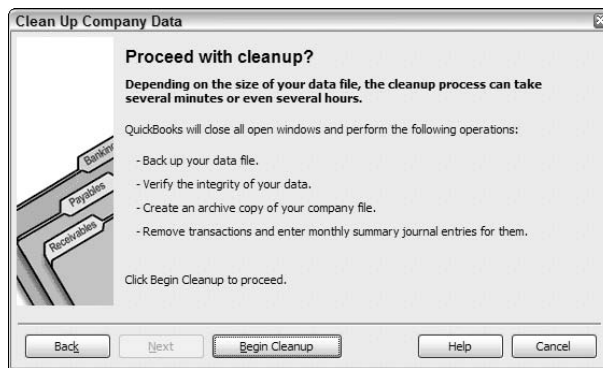 Clean Up Company Data
Proceed with cleanup?
Depending on the size of your data file, the cleanup process can take
several minutes or even several hours.
QuickBooks will close all open windows and perform the following operations:
- Back up your data file.
- Verify the integrity of your data.
- Create an archive copy of your company file.
- Remove transactions and enter monthly summary journal entries for them.
Banking
Payables
Receivables
Click Begin Cleanup to proceed.
Back
Next
Begin Cleanup
Help
Cancel